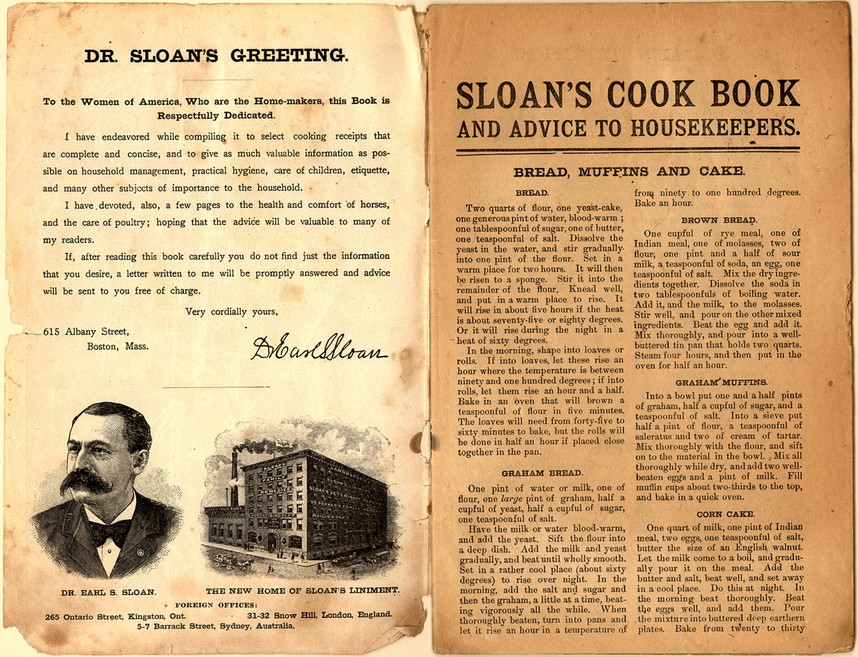 DR. SLOAN'S GREETING.
To the Women of America, Who are the Home-makers, this Book is
Respectfully Dedicated.
I have endeavored while compiling it to select cooking receipts that
are complete and concise, and to give as much valuable information as pos-
sible on household management, practical hygiene, care of children, etiquette,
and many other subjects of importance to the household.
I have devoted, also, a few pages to the health and comfort of horses,
and the care of poultry; hoping that the advice will be valuable to many of
my readers.
If, after reading this book carefully you do not find just the information
that you desire, a letter written to me will be promptly answered and advice
will be sent to you free of charge.
Very cordially yours,
615 Albany Street,
Boston, Mass.
D Earl S Sloan
DR. EARL S. SLOAN.
THE NEW HOME OF SLOAN'S LINIMENT.
FOREIGN OFFICES:
265 Ontario Street, Kingston, Ont. 31-32 Snow Hill, London, England.
5-7 Barrack Street, Sydney, Australia.
SLOAN'S COOK BOOK
AND ADVICE TO HOUSEKEEPERS.
BREAD, MUFFINS AND CAKE.
BREAD.
Two quarts of flour, one yeast-cake,
one generous pint of water, blood-warm;
one tablespoonful of sugar, one of butter,
one teaspoonful of salt. Dissolve the
yeast in the water, and stir gradually
into one pint of the flour. Set in a
warm place for two hours. It will then
be risen to a sponge. Stir it into the
remainder of the flour, Knead well,
and put in a warm place to rise. It
will rise in about five hours if the heat
is about seventy-five or eighty degrees.
Or it will rise during the night in a
heat of sixty degrees.
In the morning, shape into loaves or
rolls. If into loaves, let these rise an
hour where the temperature is between
ninety and one hundred degrees; if into
rolls, let them rise an hour and a half.
Bake in an oven that will brown a
teaspoonful of flour in five minutes.
The loaves will need from forty-five to
sixty minutes to bake, but the rolls will
be done in half an hour if placed close
together in the pan.
GRAHAM BREAD.
One pint of water or milk, one of
flour, one large pint of graham, half a
cupful of yeast, half a cupful of sugar,
one teaspoonful of salt.
Have the milk or water blood-warm,
and add the yeast. Sift the flour into
a deep dish. Add the milk and yeast
gradually, and beat until wholly smooth.
Set in a rather cool place (about sixty
degrees) to rise over night. In the
morning, add the salt and sugar and
then the graham, a little at a time, beat-
ing vigorously all the while. When
thoroughly beaten, turn into pans and
let it rise an hour in a temperature of
from ninety to one hundred degrees.
Bake an hour.
BROWN BREAD.
One cupful of rye meal, one of
Indian meal, one of molasses, two of
flour, one pint and a half of sour
milk, a teaspoonful of soda, an egg, one
teaspoonful of salt. Mix the dry ingre-
dients together. Dissolve the soda in
two tablespoonfuls of boiling water.
Add it, and the milk, to the molasses.
Stir well, and pour on the other mixed
ingredients. Beat the egg and add it.
Mix thoroughly, and pour into a well-
buttered tin pan that holds two quarts.
Steam four hours, and then put in the
oven for half an hour.
GRAHAM MUFFINS.
Into a bowl put one and a half pints
of graham, half a cupful of sugar, and a
teaspoonful of salt. Into a sieve put
half a pint of flour, a teaspoonful of
saleratus and two of cream of tartar.
Mix thoroughly with the flour, and sift
on to the material in the bowl. Mix all
thoroughly while dry, and add two well-
beaten eggs and a pint of milk. Fill
muffin cups about two-thirds to the top,
and bake in a quick oven.
CORN CAKE.
One quart of milk, one pint of Indian
meal, two eggs, one teaspoonful of salt,
butter the size of an English walnut.
Let the milk come to a boil, and gradu-
ally pour it on the meal. Add the
butter and salt, beat well, and set away
in a cool place. Do this at night. In
the morning beat thoroughly. Beat
the eggs well, and add them. Pour
the mixture into buttered deep earthern
plates. Bake from twenty to thirty